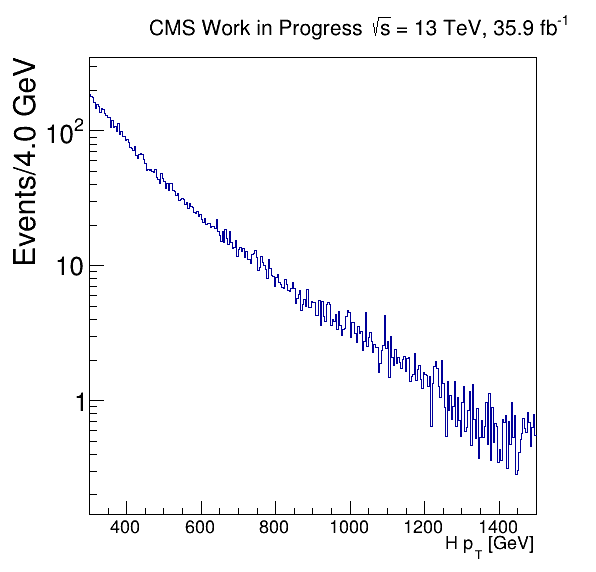 CMS Work in Progress √s = 13 TeV, 35.9 fb⁻¹
Events/4.0 GeV
10²
10
1
400 600 800 1000 1200 1400
H p_T [GeV]